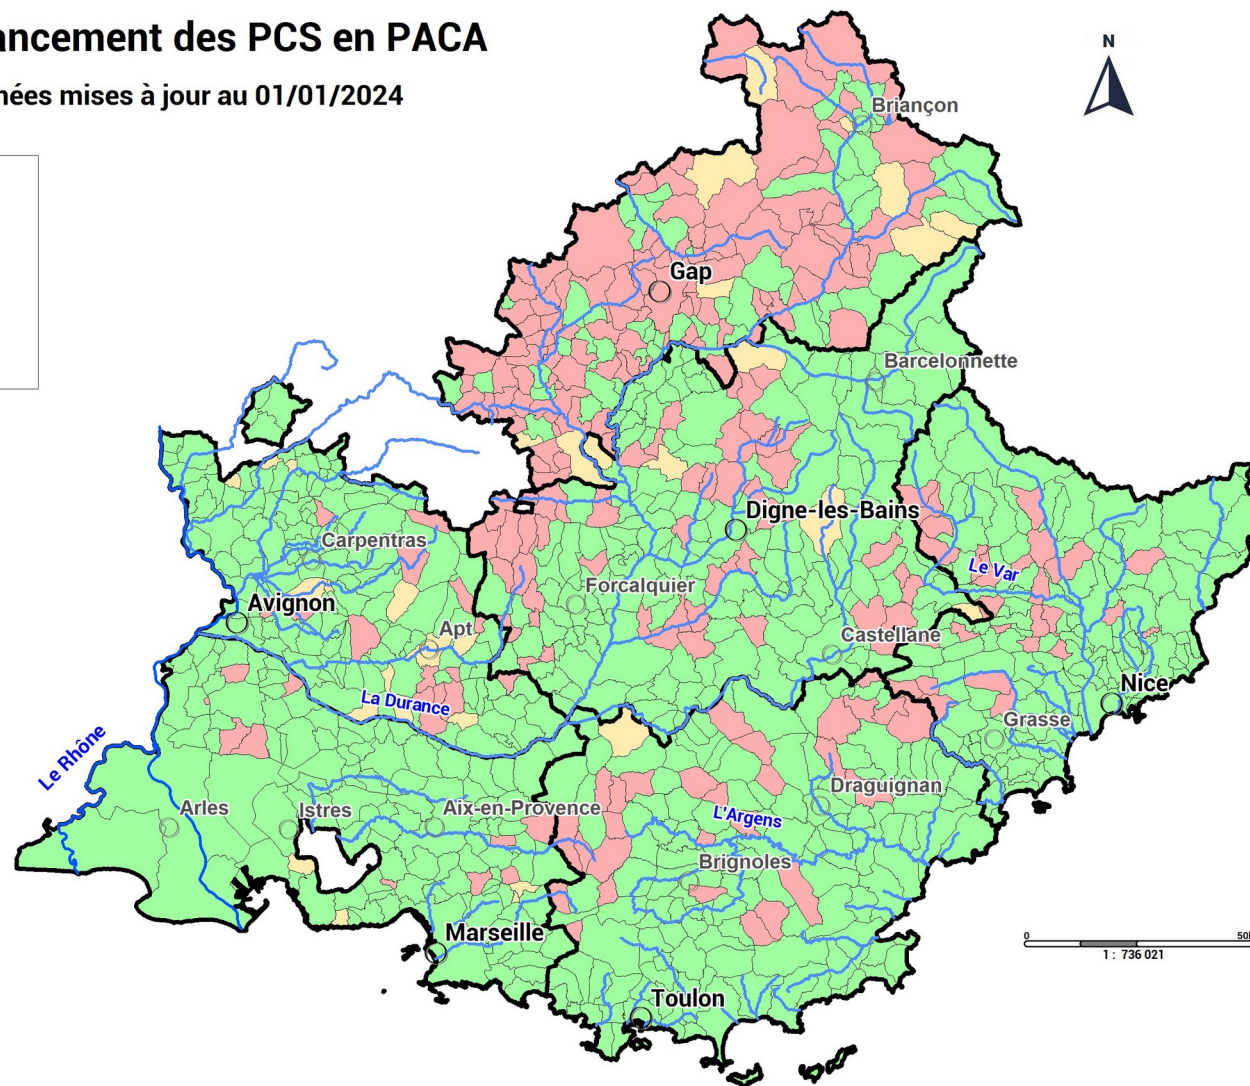 ancement des PCS en PACA
nées mises à jour au 01/01/2024
N
Briançon
Gap
Barcelonnette
Digne-les-Bains
Carpentras
Le Var
Forcalquier
Avignon
Apt
Castellane
La Durance
Nice
Grasse
Le Rhône
Draguignan
Arles
Istres
Aix-en-Provence
L'Argens
Brignoles
Marseille
0 50
1 : 736 021
Toulon